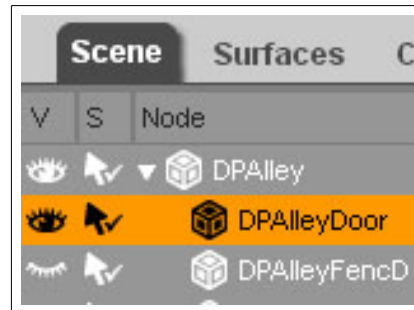 Scene Surfaces C
V S Node
DPAlley
DPAlleyDoor
DPAlleyFencD